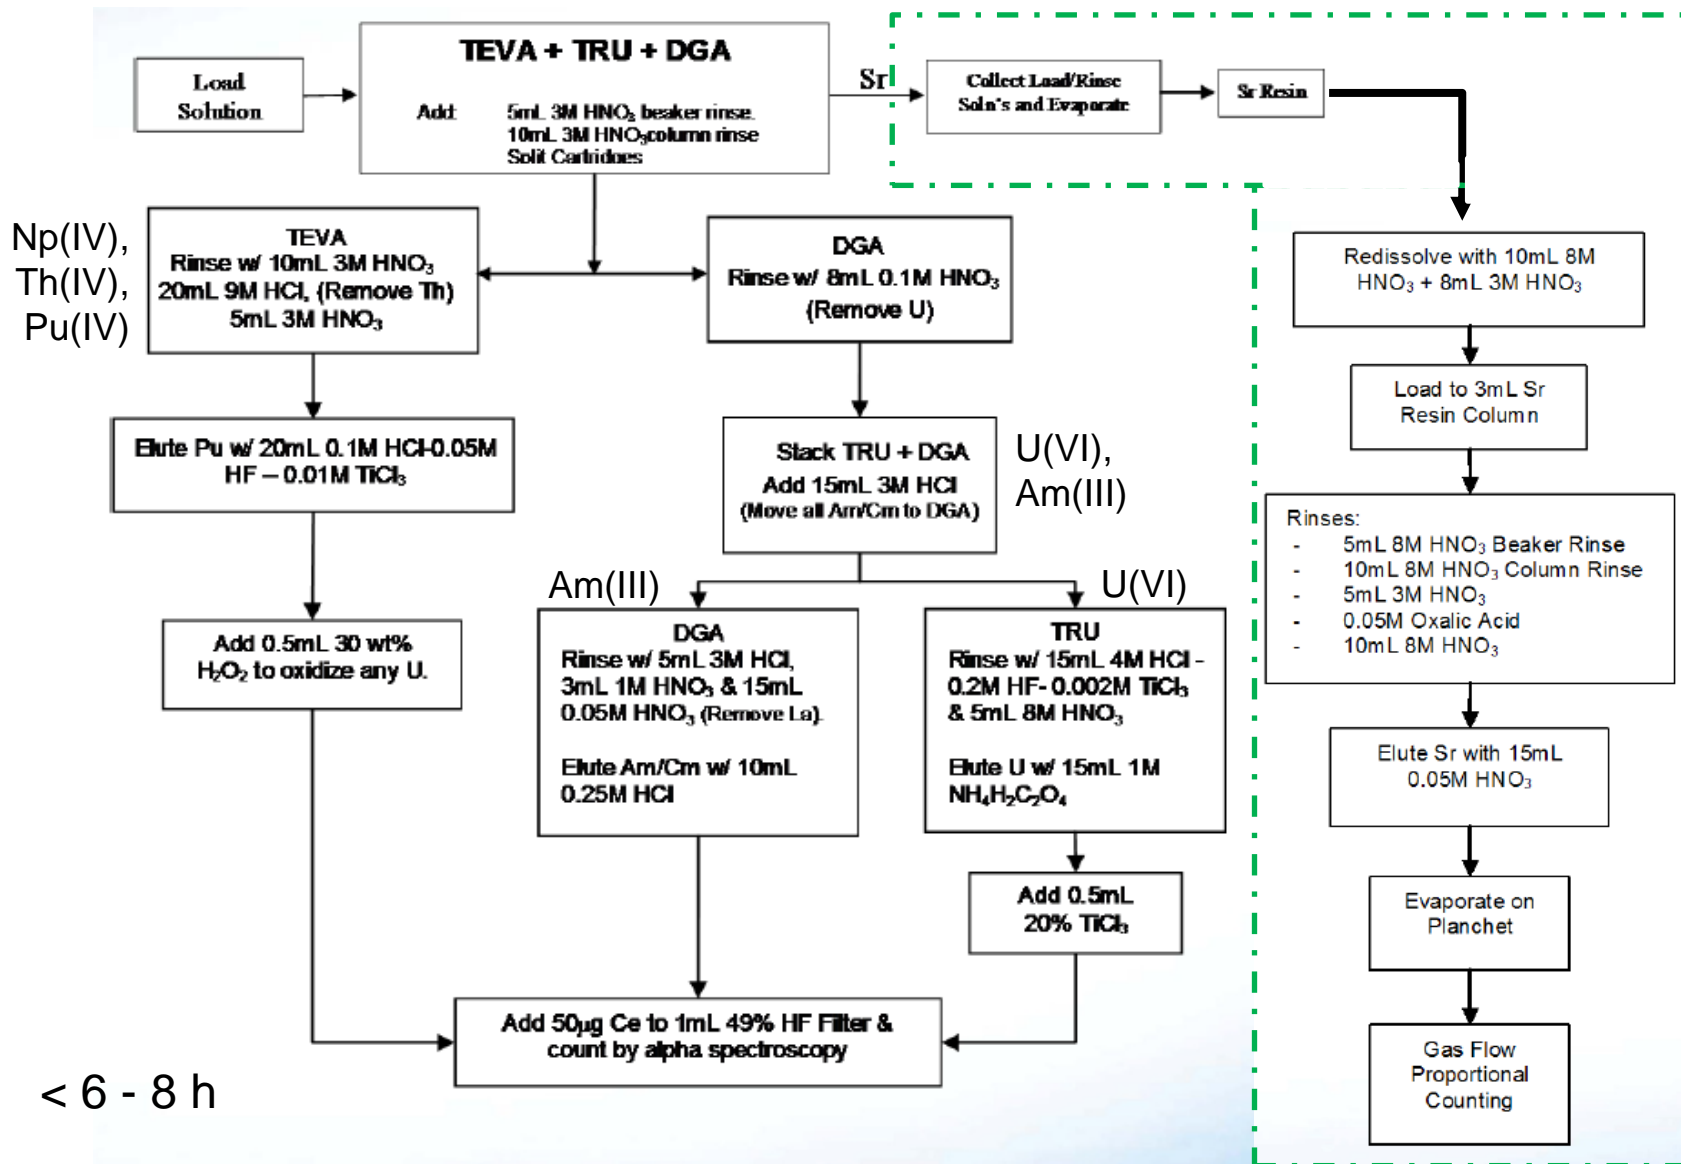 Load
Solution
TEVA + TRU + DGA
Add: 5mL 3M HNO₃ beaker rinse.
10mL 3M HNO₃column rinse
Split Cartridges
Sr
Collect Load/Rinse
Soln's and Evaporate
Sr Resin
Np(IV),
Th(IV),
Pu(IV)
TEVA
Rinse w/ 10mL 3M HNO₃
20mL 9M HCl, (Remove Th)
5mL 3M HNO₃
DGA
Rinse w/ 8mL 0.1M HNO₃
(Remove U)
Elute Pu w/ 20mL 0.1M HCl-0.05M
HF – 0.01M TiCl₃
Stack TRU + DGA
Add 15mL 3M HCl
(Move all Am/Cm to DGA)
U(VI),
Am(III)
Add 0.5mL 30 wt%
H₂O₂ to oxidize any U.
Am(III)
DGA
Rinse w/ 5mL 3M HCl,
3mL 1M HNO₃ & 15mL
0.05M HNO₃ (Remove La).
Elute Am/Cm w/ 10mL
0.25M HCl
U(VI)
TRU
Rinse w/ 15mL 4M HCl -
0.2M HF- 0.002M TiCl₃
& 5mL 8M HNO₃
Elute U w/ 15mL 1M
NH₄H₂C₂O₄
Add 0.5mL
20% TiCl₃
Add 50µg Ce to 1mL 49% HF Filter &
count by alpha spectroscopy
< 6 - 8 h
Redissolve with 10mL 8M
HNO₃ + 8mL 3M HNO₃
Load to 3mL Sr
Resin Column
Rinses:
- 5mL 8M HNO₃ Beaker Rinse
- 10mL 8M HNO₃ Column Rinse
- 5mL 3M HNO₃
- 0.05M Oxalic Acid
- 10mL 8M HNO₃
Elute Sr with 15mL
0.05M HNO₃
Evaporate on
Planchet
Gas Flow
Proportional
Counting